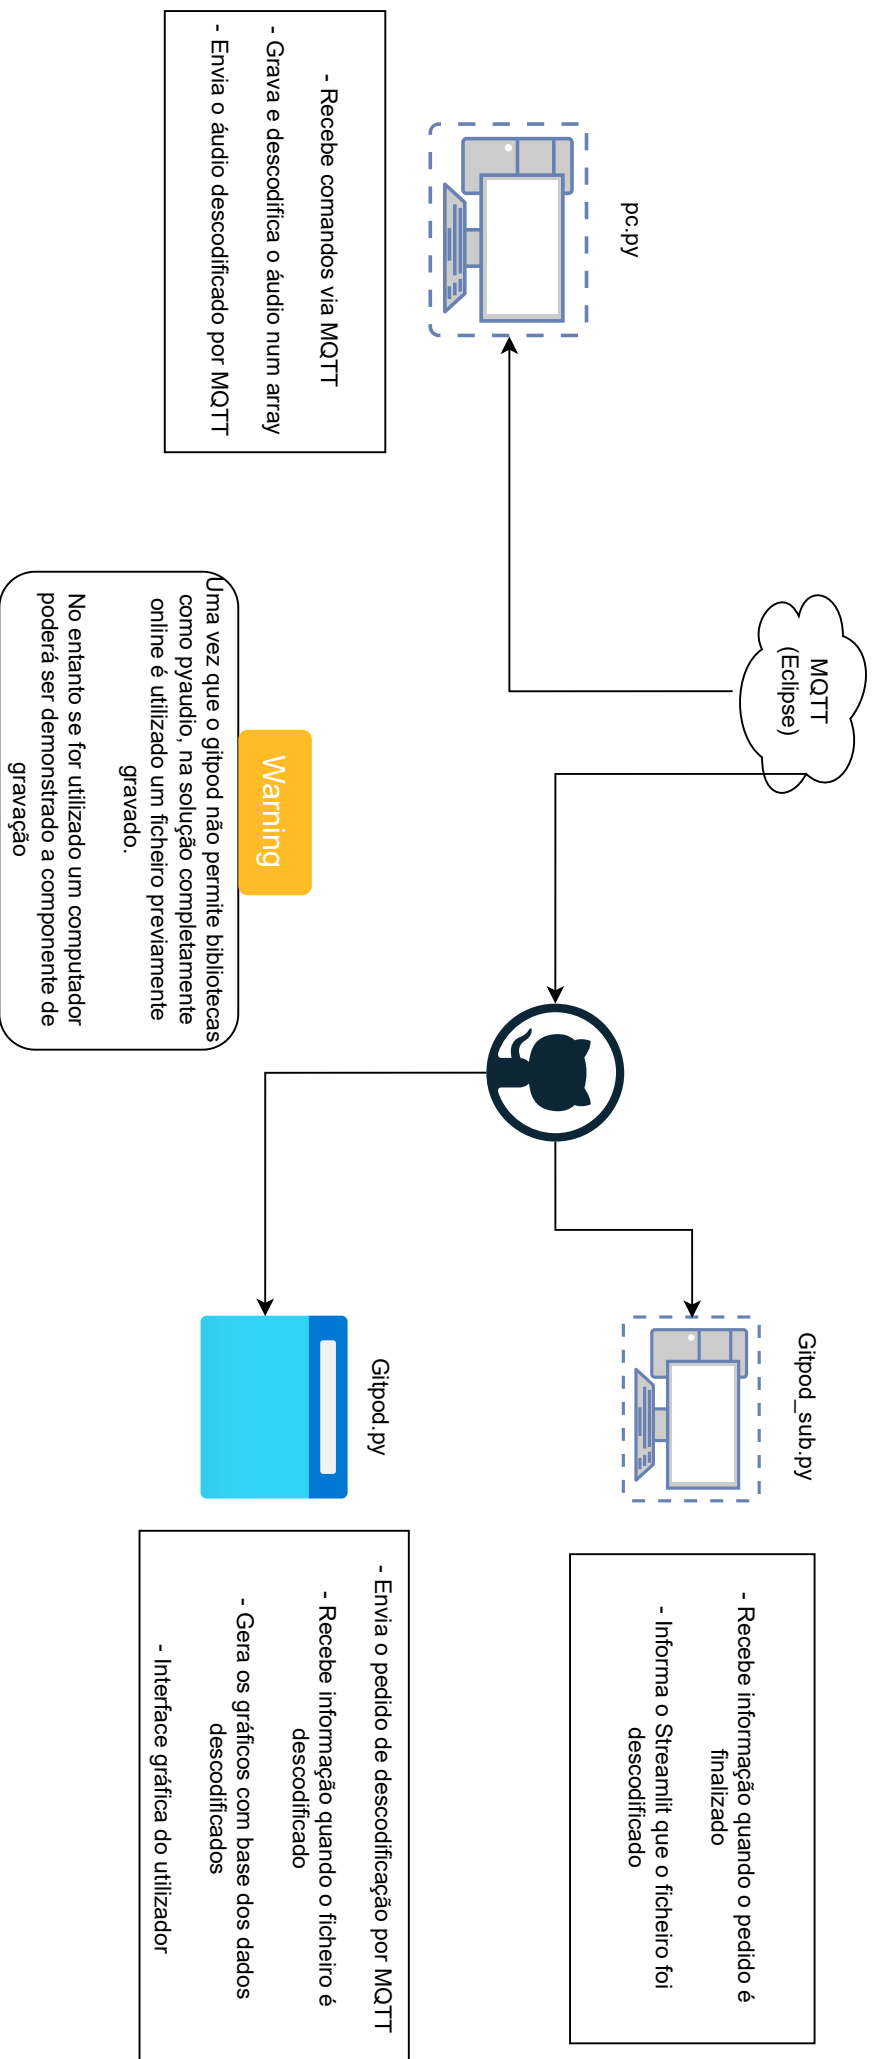 MQTT
(Eclipse)
pc.py
- Recebe comandos via MQTT
- Grava e descodifica o áudio num array
- Envia o áudio descodificado por MQTT
Gitpod_sub.py
- Recebe informação quando o pedido é
finalizado
- Informa o Streamlit que o ficheiro foi
descodificado
Gitpod.py
- Envia o pedido de descodificação por MQTT
- Recebe informação quando o ficheiro é
descodificado
- Gera os gráficos com base dos dados
descodificados
- Interface gráfica do utilizador
Warning
Uma vez que o gitpod não permite bibliotecas
como pyaudio, na solução completamente
online é utilizado um ficheiro previamente
gravado.
No entanto se for utilizado um computador
poderá ser demonstrado a componente de
gravação